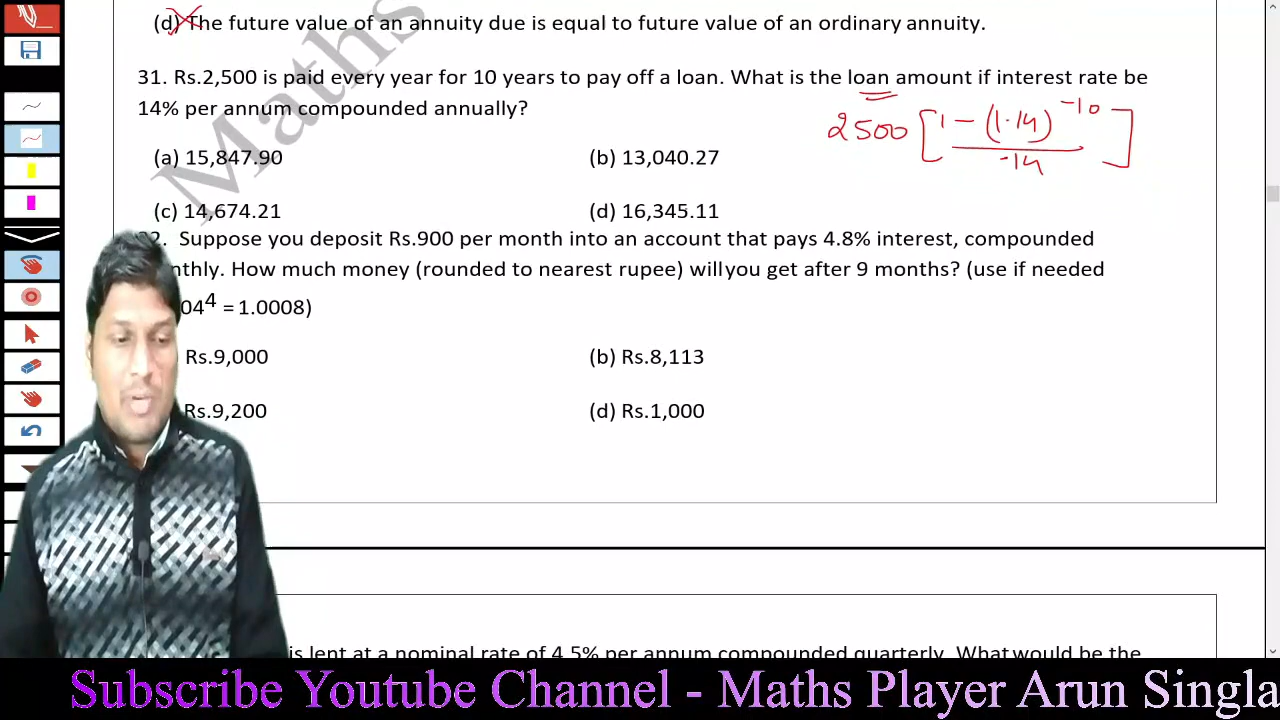 (d) The future value of an annuity due is equal to future value of an ordinary annuity.
31. Rs.2,500 is paid every year for 10 years to pay off a loan. What is the loan amount if interest rate be
14% per annum compounded annually?
2500 [ 1 - (1.14)^-10 / .14 ]
(a) 15,847.90 (b) 13,040.27
(c) 14,674.21 (d) 16,345.11
Suppose you deposit Rs.900 per month into an account that pays 4.8% interest, compounded
How much money (rounded to nearest rupee) will you get after 9 months? (use if needed
04^4 = 1.0008)
Rs.9,000 (b) Rs.8,113
Rs.9,200 (d) Rs.1,000
Maths
is lent at a nominal rate of 4.5% per annum compounded quarterly. What would be the
Subscribe Youtube Channel - Maths Player Arun Singla